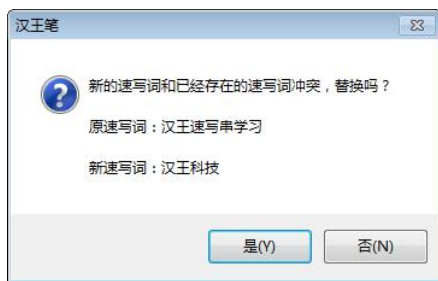 汉王笔
新的速写词和已经存在的速写词冲突，替换吗？
原速写词：汉王速写串学习
新速写词：汉王科技
是(Y)
否(N)